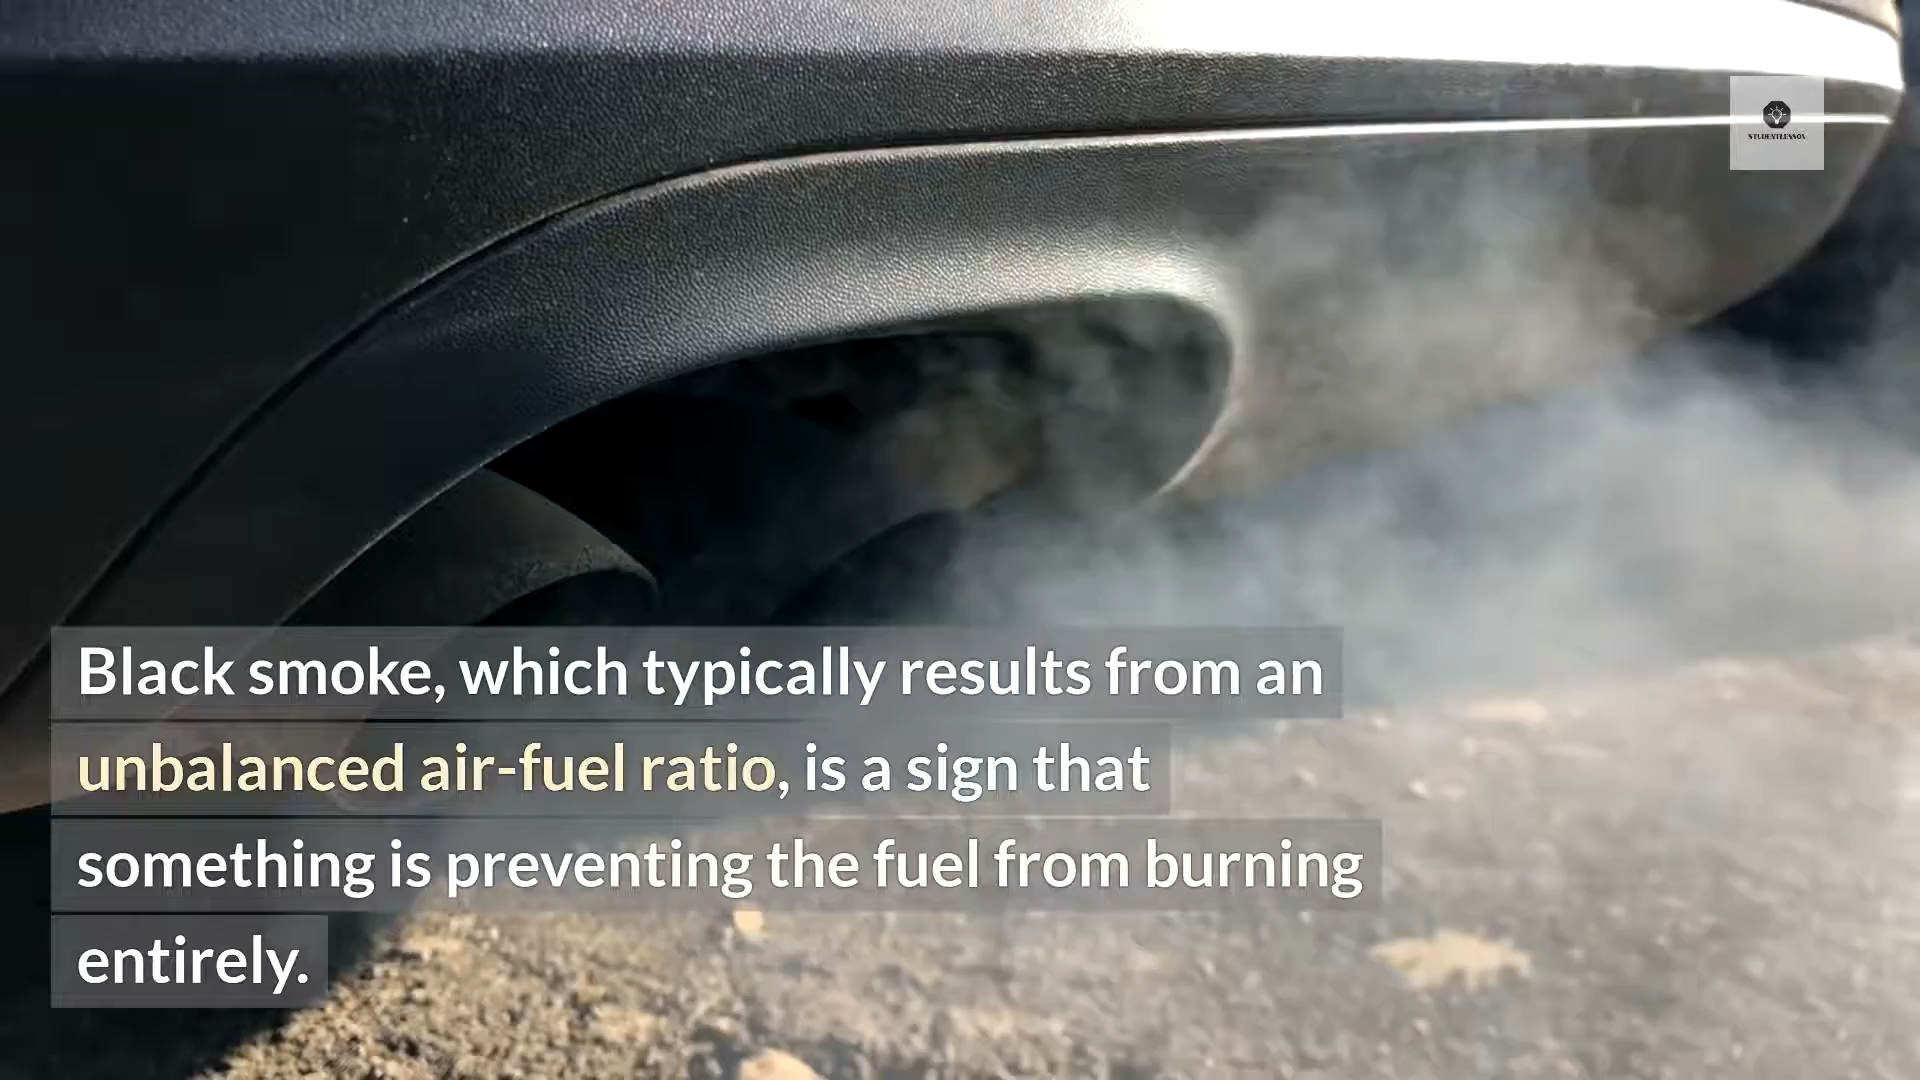 STUDENTLESSON
Black smoke, which typically results from an
unbalanced air-fuel ratio, is a sign that
something is preventing the fuel from burning
entirely.